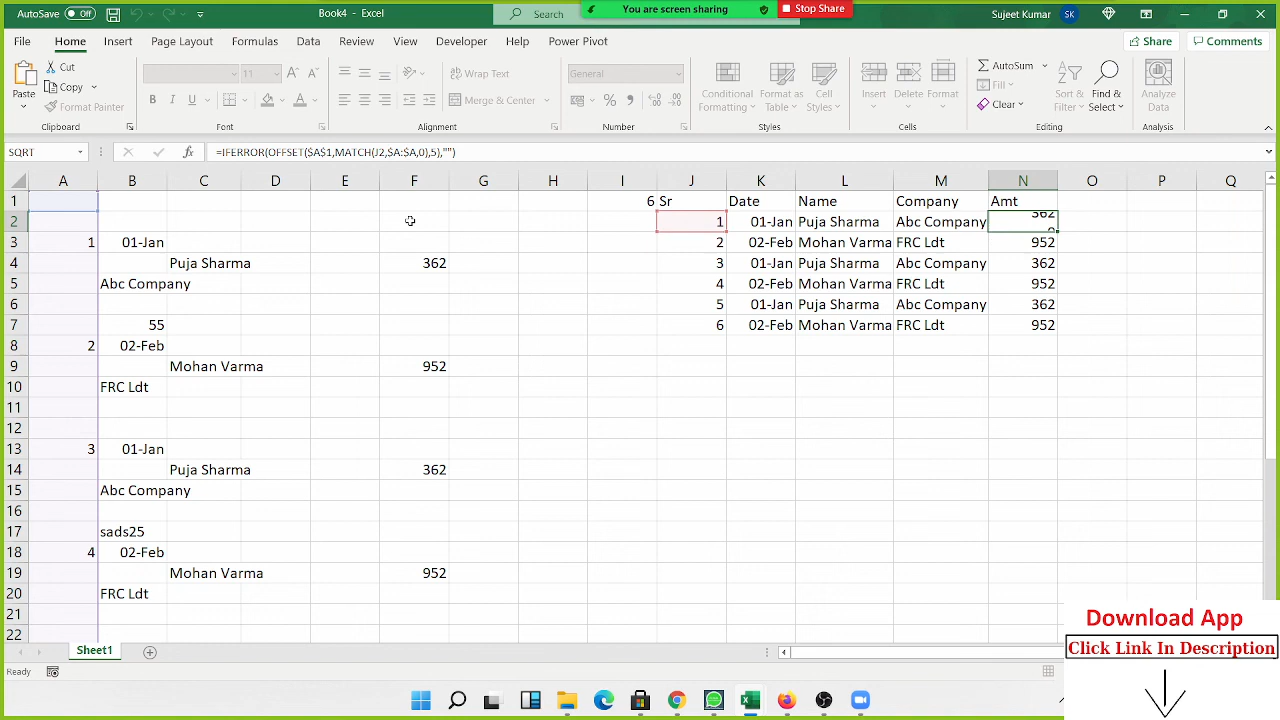 AutoSave Off
Book4 - Excel
Search
You are screen sharing
Stop Share
Sujeet Kumar SK
File Home Insert Page Layout Formulas Data Review View Developer Help Power Pivot
Share Comments
Paste Cut Copy Format Painter
11
Wrap Text
Merge & Center
General
Conditional Formatting
Format as Table
Cell Styles
Insert Delete Format
AutoSum
Fill
Clear
Sort & Filter
Find & Select
Analyze Data
Clipboard Font Alignment Number Styles Cells Editing Analysis
SQRT =IFERROR(OFFSET($A$1,MATCH(J2,$A:$A,0),5),"")
A B C D E F G H I J K L M N O P Q
1 6 Sr Date Name Company Amt
2 1 01-Jan Puja Sharma Abc Company 362
3 1 01-Jan 2 02-Feb Mohan Varma FRC Ldt 952
4 Puja Sharma 362 3 01-Jan Puja Sharma Abc Company 362
5 Abc Company 4 02-Feb Mohan Varma FRC Ldt 952
6 5 01-Jan Puja Sharma Abc Company 362
7 55 6 02-Feb Mohan Varma FRC Ldt 952
8 2 02-Feb
9 Mohan Varma 952
10 FRC Ldt
11
12
13 3 01-Jan
14 Puja Sharma 362
15 Abc Company
16
17 sads25
18 4 02-Feb
19 Mohan Varma 952
20 FRC Ldt
21
22
Sheet1
Ready
Download App
Click Link In Description